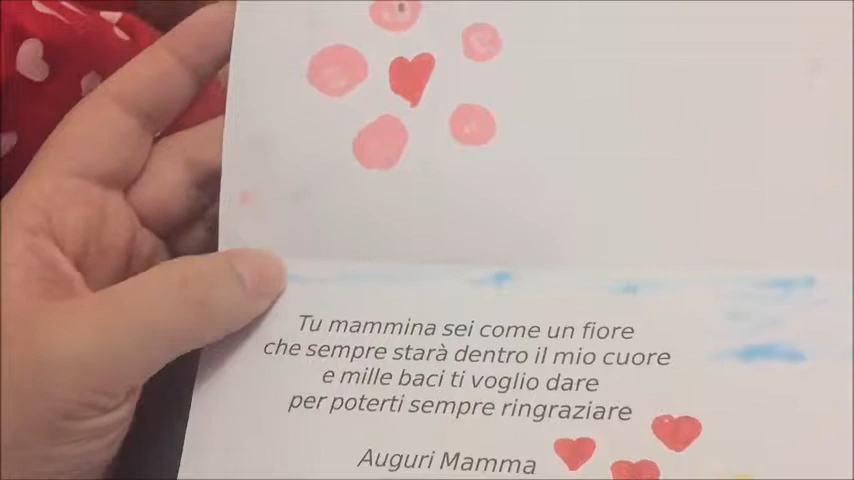 Tu mammina sei come un fiore
che sempre starà dentro il mio cuore
e mille baci ti voglio dare
per poterti sempre ringraziare
Auguri Mamma